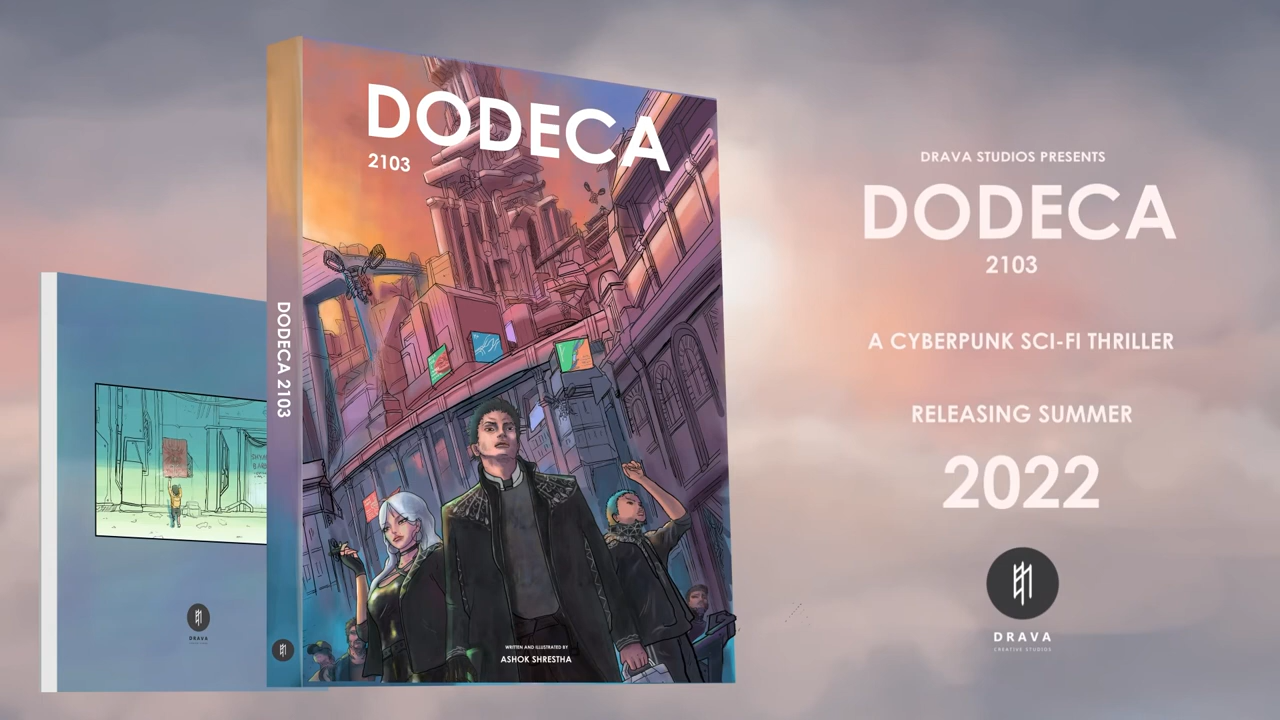 DODECA
2103
DODECA 2103
WRITTEN AND ILLUSTRATED BY
ASHOK SHRESTHA
DRAVA
DRAVA STUDIOS PRESENTS
DODECA
2103
A CYBERPUNK SCI-FI THRILLER
RELEASING SUMMER
2022
DRAVA
CREATIVE STUDIOS